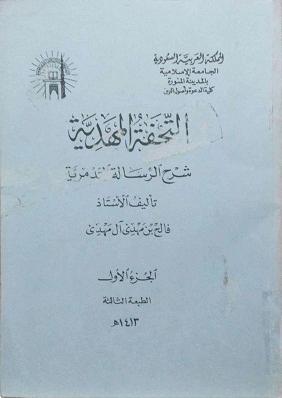 المملكة العربية السعودية
الجامعة الإسلامية
بالمدينة المنورة
كلية الدعوة وأصول الدين
التحفة المهدية
شرح الرسالة التدمرية
تأليف الأستاذ
فالح بن مهدي آل مهدي
الجزء الأول
الطبعة الثالثة
١٤١٣هـ